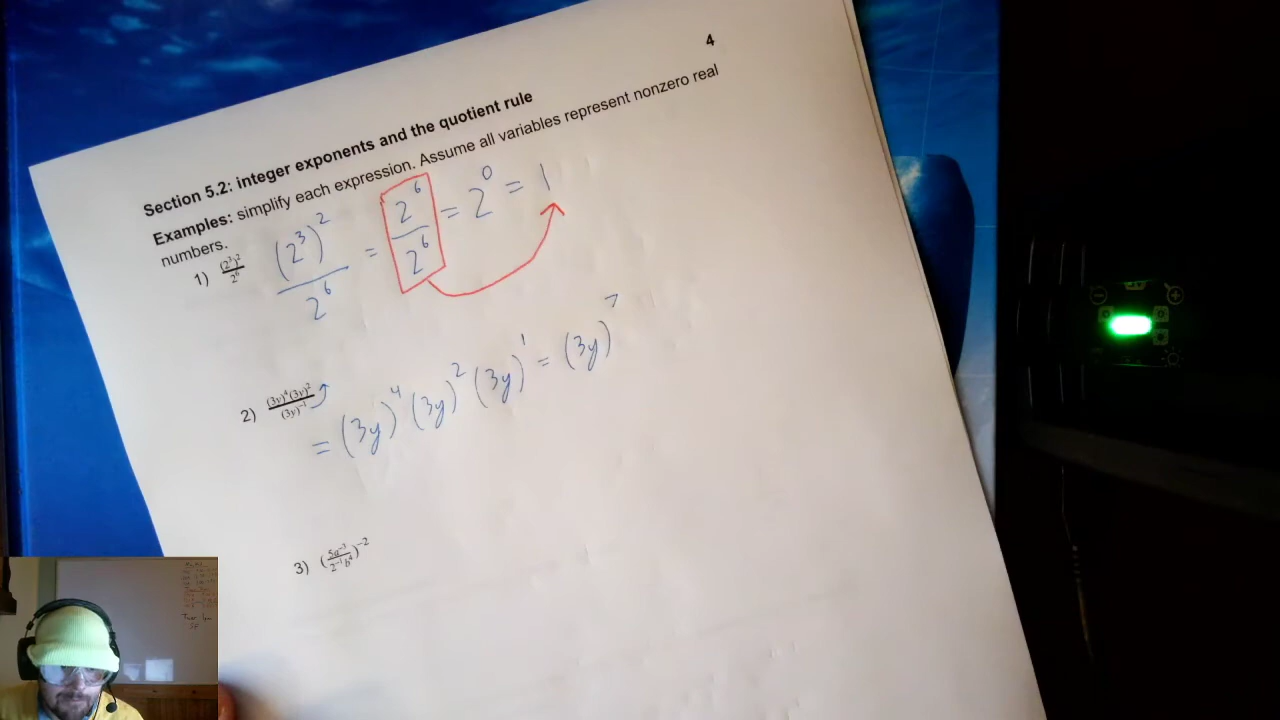 4
Section 5.2: integer exponents and the quotient rule
Examples: simplify each expression. Assume all variables represent nonzero real
numbers.
1) (2³)²/2⁶ (2³)²/2⁶ = 2⁶/2⁶ = 2⁰ = 1
2) (3y)⁴(3y)²/(3y)⁻¹
= (3y)⁴(3y)²(3y)¹ = (3y)⁷
3) (5a⁻³/2⁻¹b⁴)⁻²